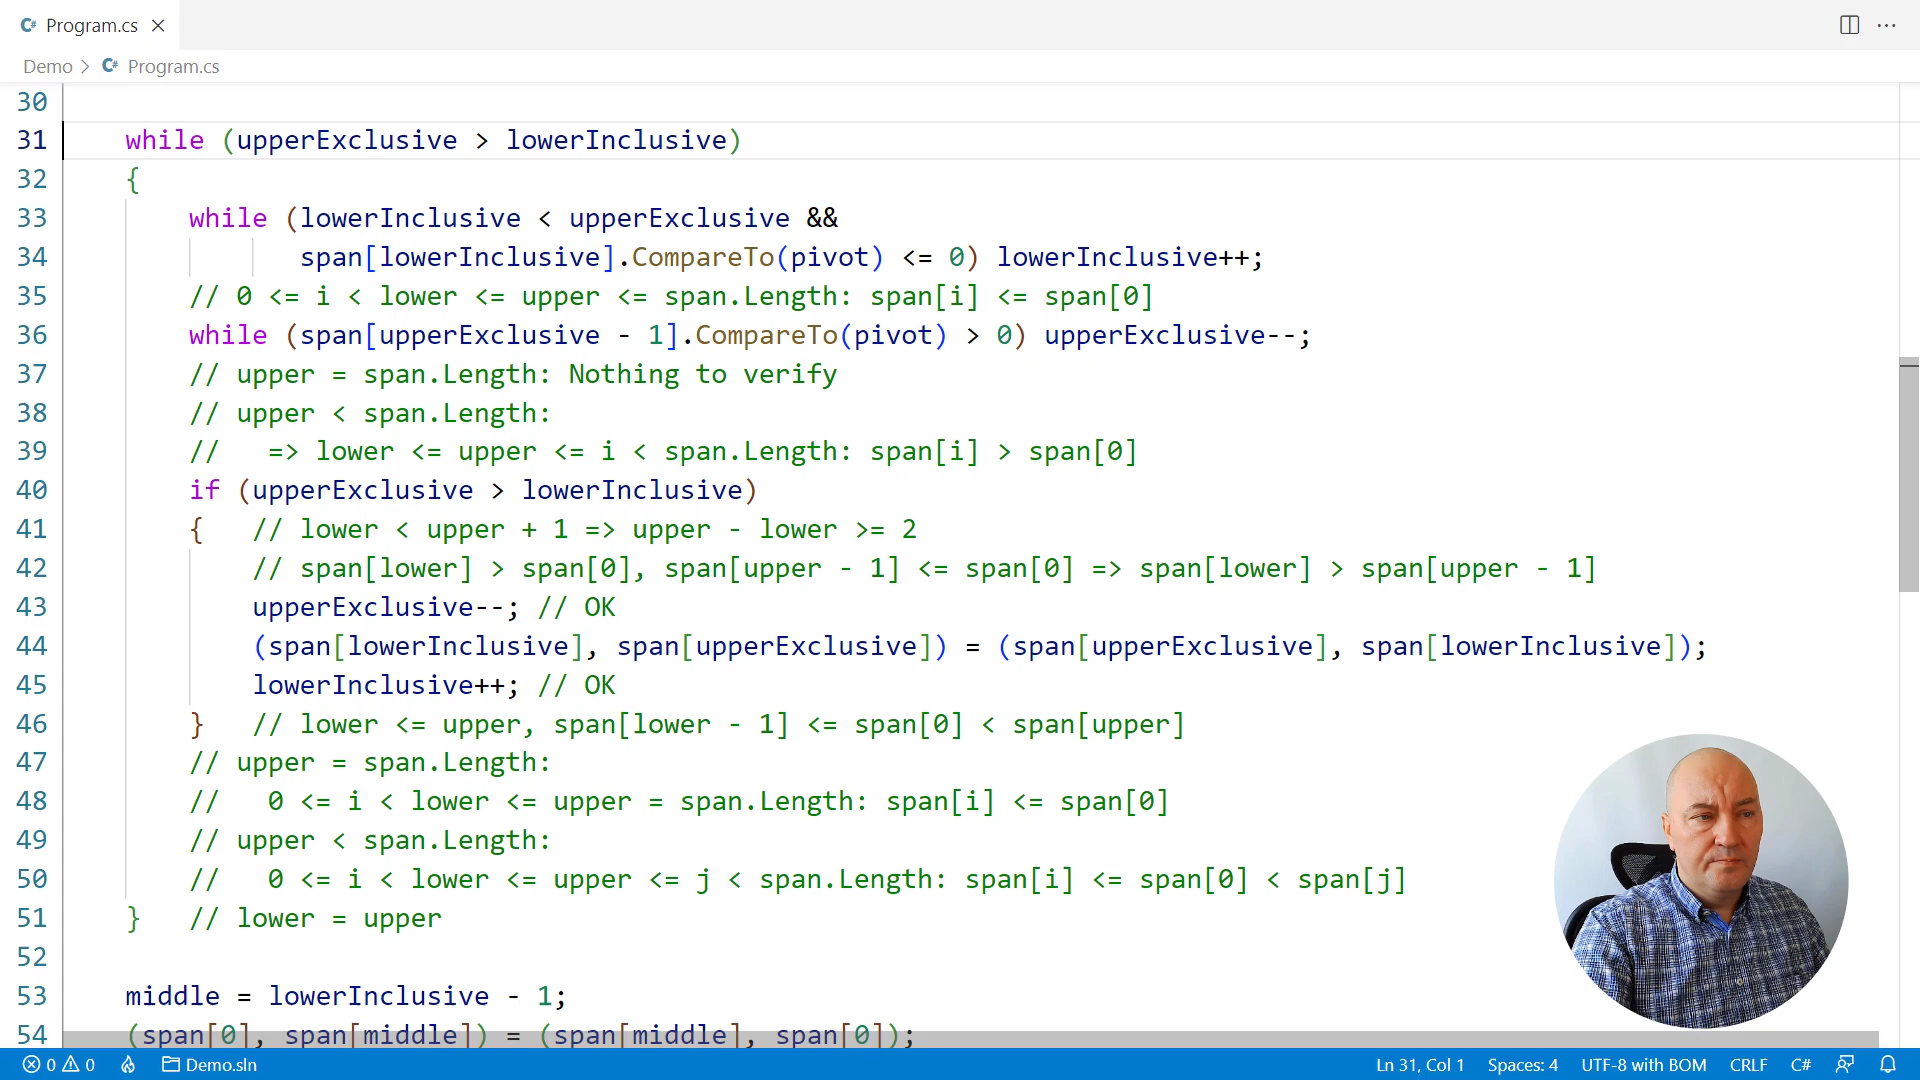 C# Program.cs
Demo > C# Program.cs
30
31 while (upperExclusive > lowerInclusive)
32 {
33 while (lowerInclusive < upperExclusive &&
34 span[lowerInclusive].CompareTo(pivot) <= 0) lowerInclusive++;
35 // 0 <= i < lower <= upper <= span.Length: span[i] <= span[0]
36 while (span[upperExclusive - 1].CompareTo(pivot) > 0) upperExclusive--;
37 // upper = span.Length: Nothing to verify
38 // upper < span.Length:
39 //   => lower <= upper <= i < span.Length: span[i] > span[0]
40 if (upperExclusive > lowerInclusive)
41 {   // lower < upper + 1 => upper - lower >= 2
42 // span[lower] > span[0], span[upper - 1] <= span[0] => span[lower] > span[upper - 1]
43 upperExclusive--; // OK
44 (span[lowerInclusive], span[upperExclusive]) = (span[upperExclusive], span[lowerInclusive]);
45 lowerInclusive++; // OK
46 }   // lower <= upper, span[lower - 1] <= span[0] < span[upper]
47 // upper = span.Length:
48 //   0 <= i < lower <= upper = span.Length: span[i] <= span[0]
49 // upper < span.Length:
50 //   0 <= i < lower <= upper <= j < span.Length: span[i] <= span[0] < span[j]
51 }   // lower = upper
52
53 middle = lowerInclusive - 1;
54 (span[0], span[middle]) = (span[middle], span[0]);
0 0 Demo.sln Ln 31, Col 1 Spaces: 4 UTF-8 with BOM CRLF C#